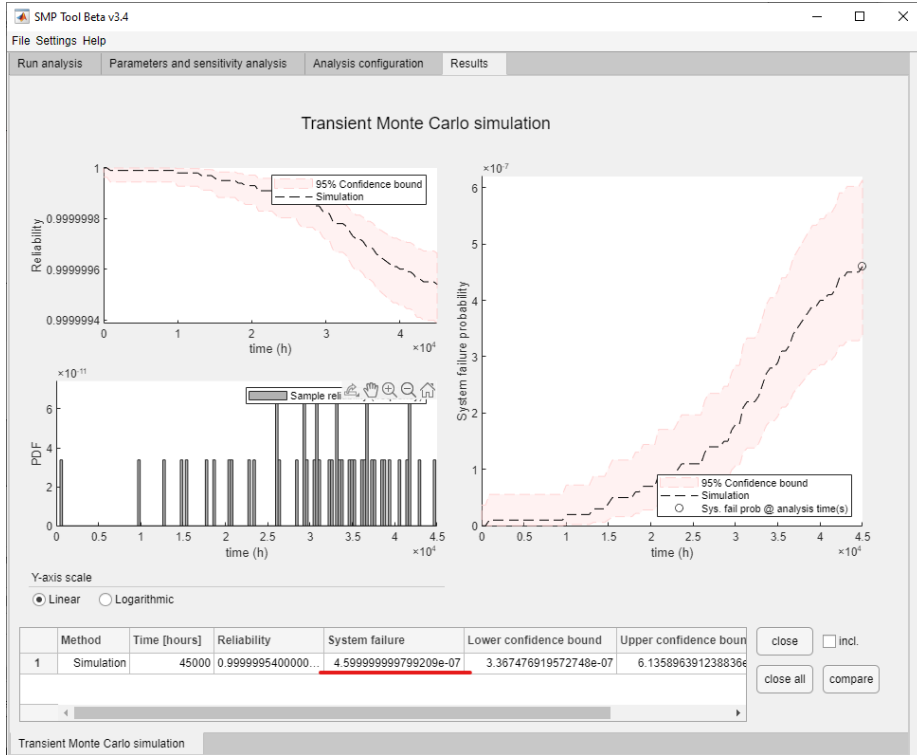 SMP Tool Beta v3.4
File Settings Help
Run analysis Parameters and sensitivity analysis Analysis configuration Results
Transient Monte Carlo simulation
1
0.9999998
0.9999996
0.9999994
Reliability
95% Confidence bound
Simulation
0 1 2 3 4
×10⁴
time (h)
×10⁻¹¹
6
4
2
0
PDF
Sample reli
0 0.5 1 1.5 2 2.5 3 3.5 4 4.5
×10⁴
time (h)
×10⁻⁷
6
5
4
3
2
1
0
System failure probability
95% Confidence bound
Simulation
Sys. fail prob @ analysis time(s)
0 0.5 1 1.5 2 2.5 3 3.5 4 4.5
×10⁴
time (h)
Y-axis scale
Linear Logarithmic
Method Time [hours] Reliability System failure Lower confidence bound Upper confidence boun
1 Simulation 45000 0.9999995400000... 4.599999999799209e-07 3.367476919572748e-07 6.135896391238836e
close incl.
close all compare
Transient Monte Carlo simulation